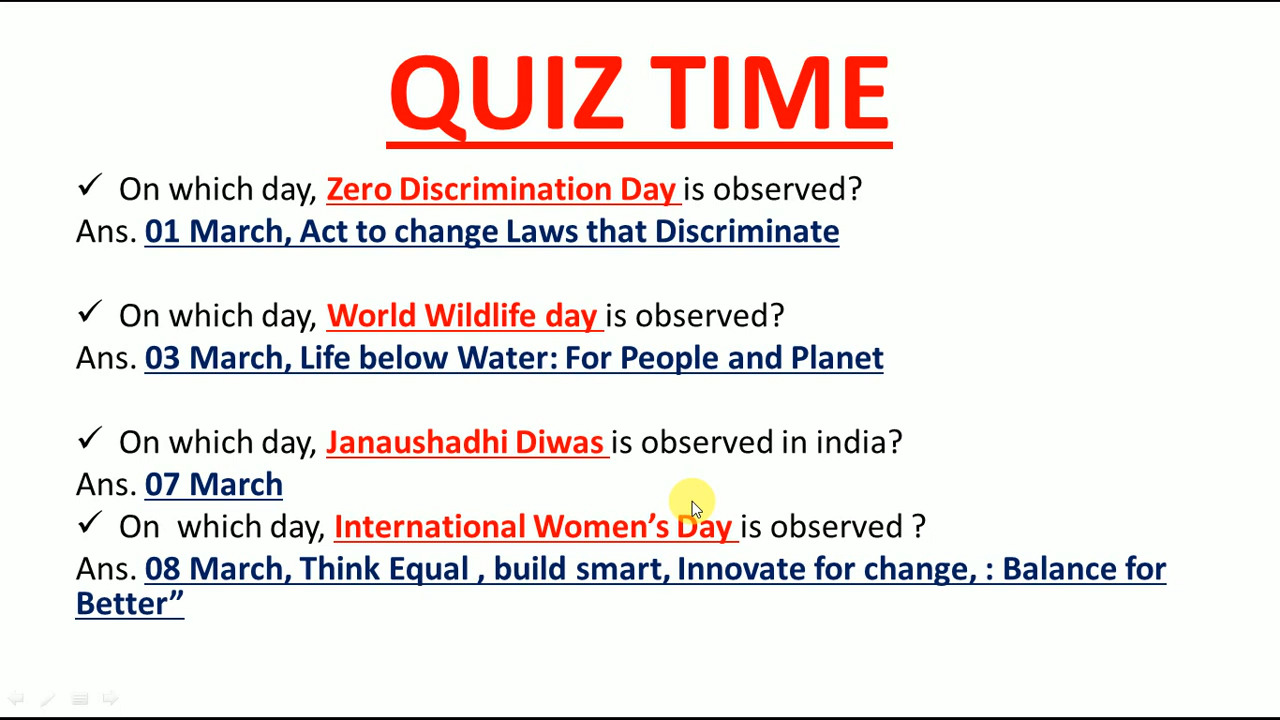 QUIZ TIME
✓ On which day, Zero Discrimination Day is observed?
Ans. 01 March, Act to change Laws that Discriminate
✓ On which day, World Wildlife day is observed?
Ans. 03 March, Life below Water: For People and Planet
✓ On which day, Janaushadhi Diwas is observed in india?
Ans. 07 March
✓ On which day, International Women’s Day is observed ?
Ans. 08 March, Think Equal , build smart, Innovate for change, : Balance for
Better”